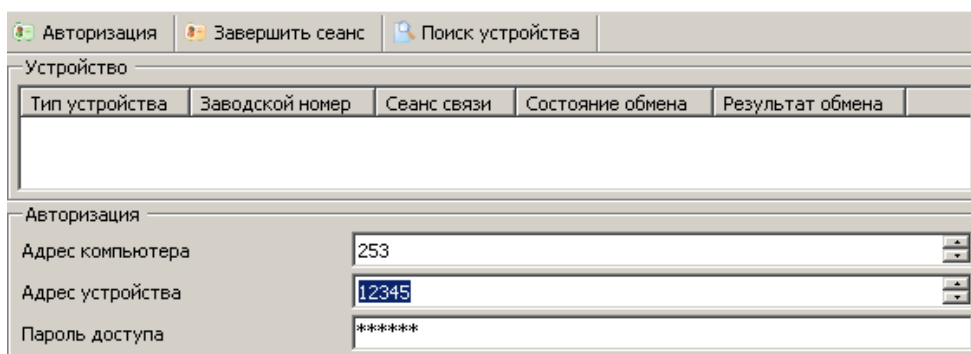 Авторизация Завершить сеанс Поиск устройства
Устройство
Тип устройства Заводской номер Сеанс связи Состояние обмена Результат обмена
Авторизация
Адрес компьютера 253
Адрес устройства 12345
Пароль доступа ******